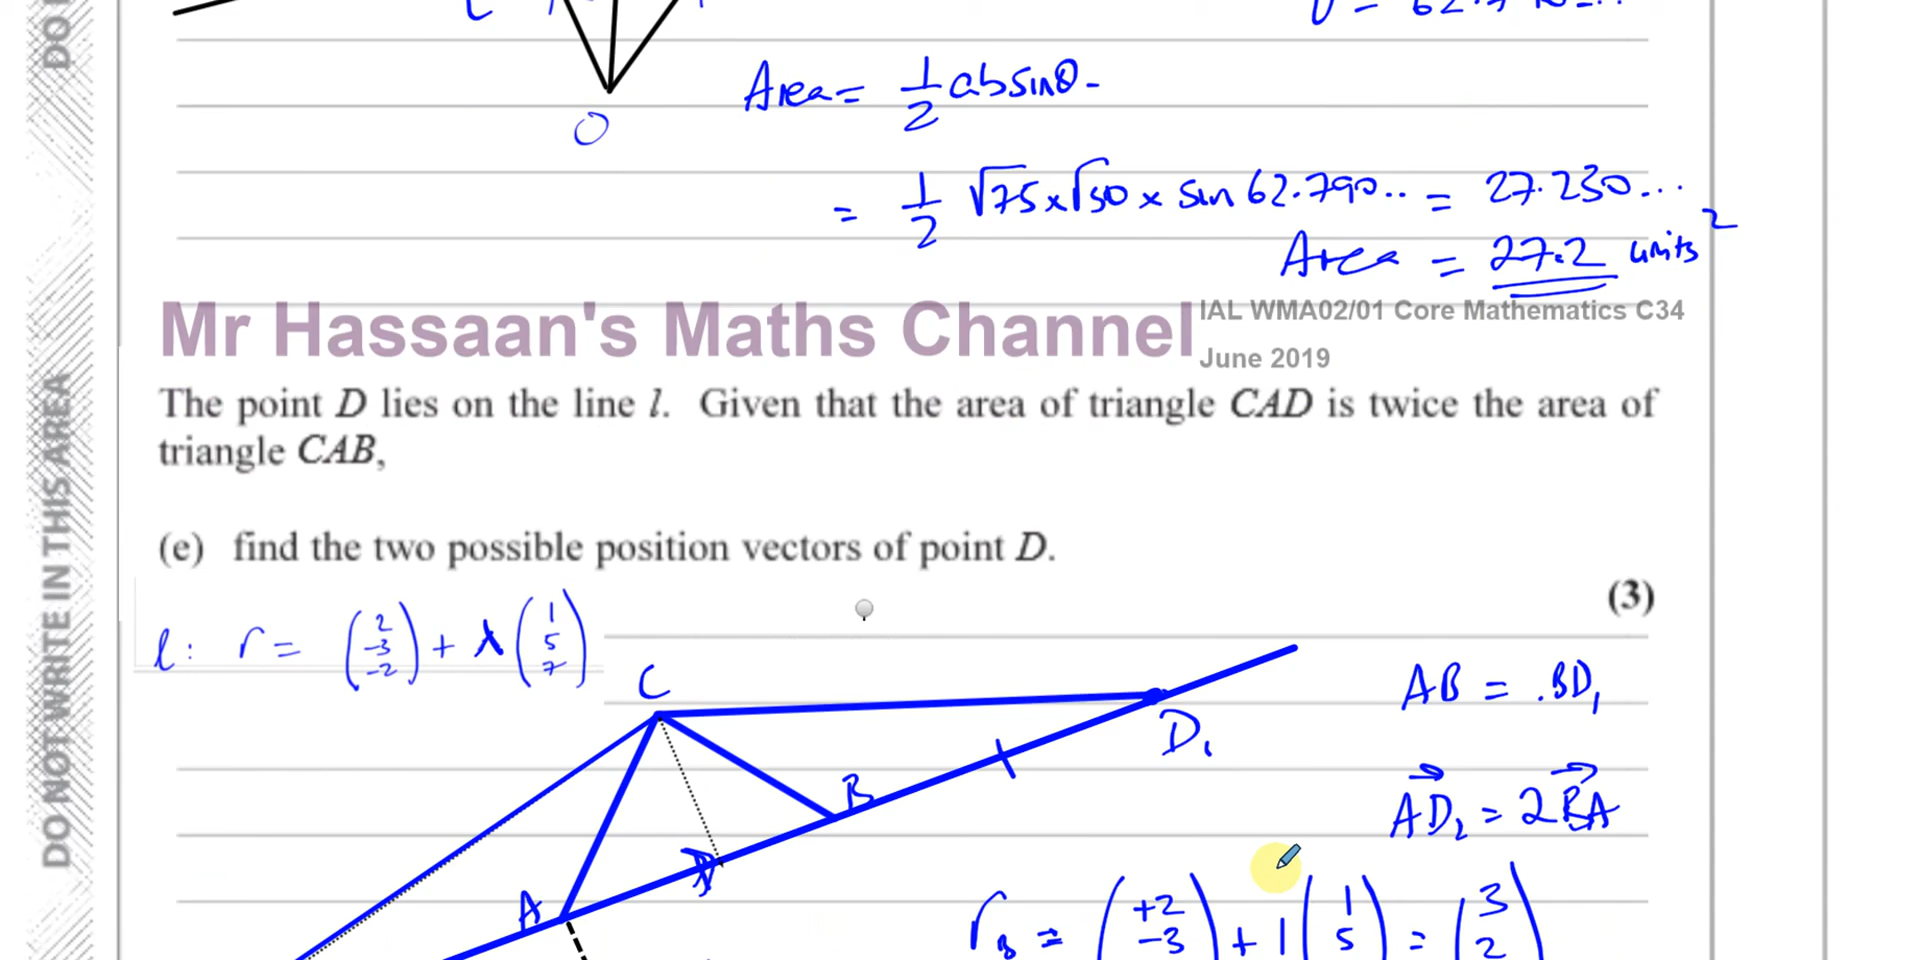 O
Area = 1/2 absinθ -
= 1/2 √75 x √50 x sin 62.790.. = 27.230...
Area = 27.2 units²
Mr Hassaan's Maths Channel
IAL WMA02/01 Core Mathematics C34
June 2019
The point D lies on the line l. Given that the area of triangle CAD is twice the area of
triangle CAB,
(e) find the two possible position vectors of point D.
(3)
l: r = (2 -3 -2) + λ (1 5 7)
C
AB = .BD₁
D₁
B
AD₂ = 2BA
A
r_B = (+2 -3) + 1(1 5) = (3 2)
DO NOT WRITE IN THIS AREA
DO